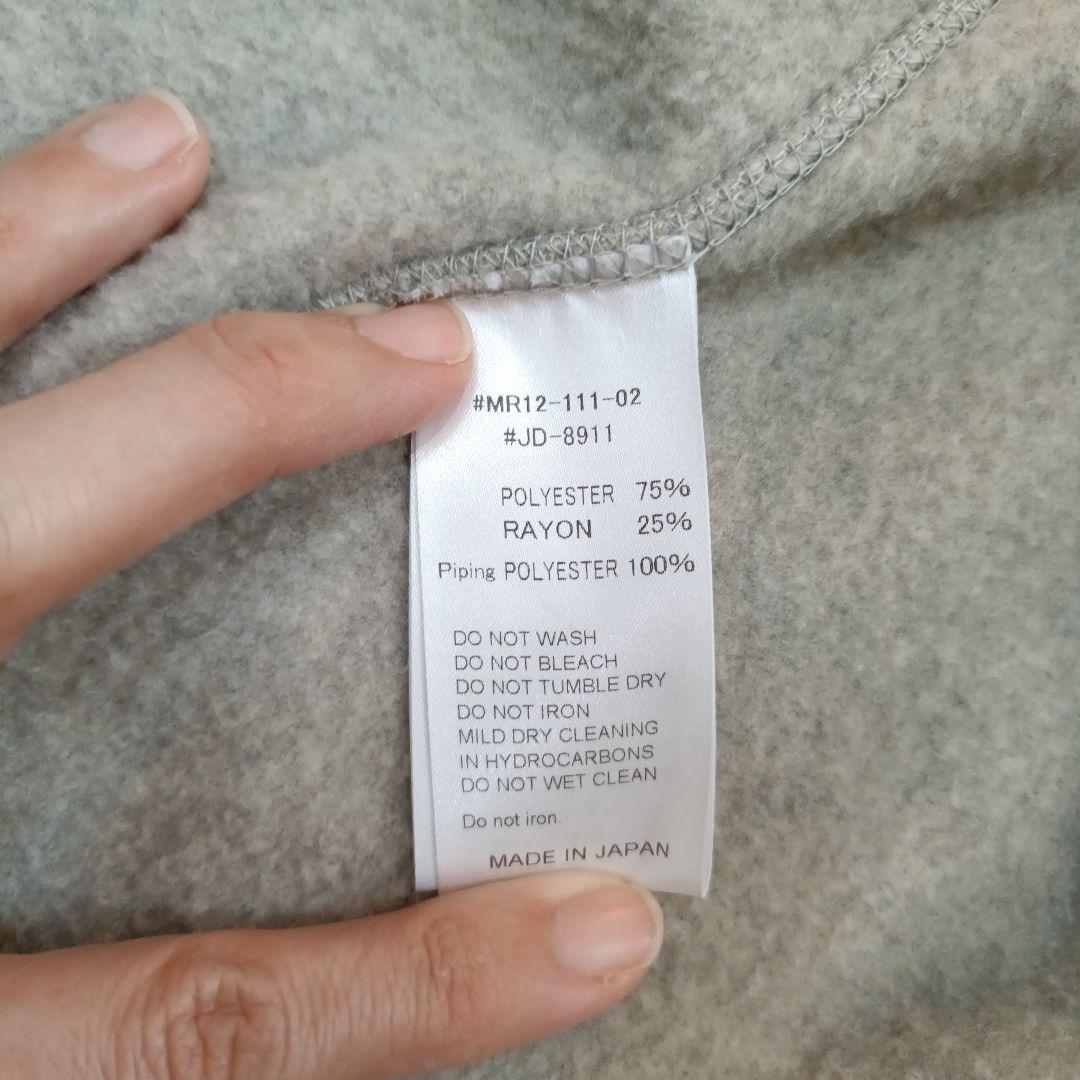 #MR12-111-02
#JD-8911
POLYESTER 75%
RAYON 25%
Piping POLYESTER 100%
DO NOT WASH
DO NOT BLEACH
DO NOT TUMBLE DRY
DO NOT IRON
MILD DRY CLEANING
IN HYDROCARBONS
DO NOT WET CLEAN
Do not iron.
MADE IN JAPAN